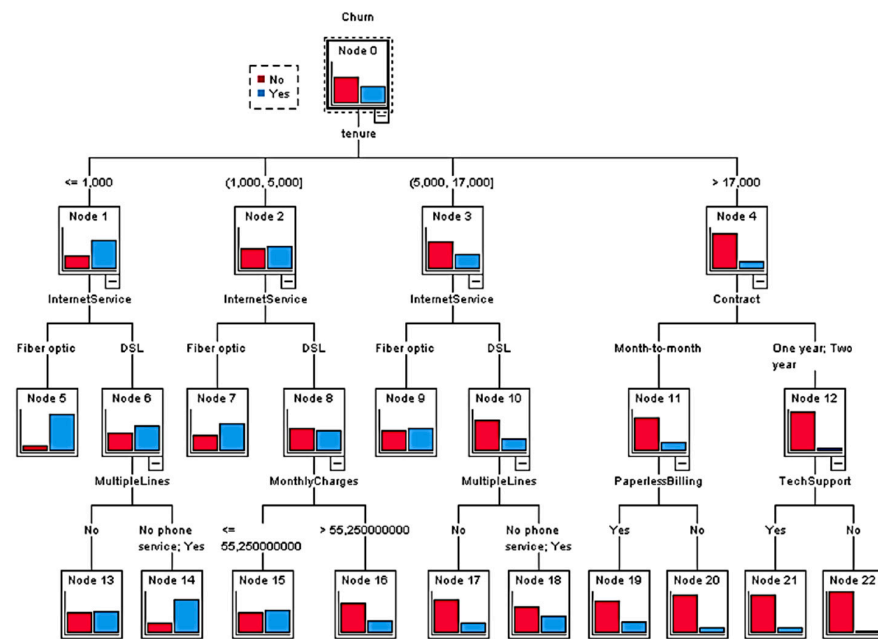 Churn
Node 0
No
Yes
tenure
<= 1,000
(1,000, 5,000]
(5,000, 17,000]
> 17,000
Node 1
Node 2
Node 3
Node 4
InternetService
InternetService
InternetService
Contract
Fiber optic
DSL
Fiber optic
DSL
Fiber optic
DSL
Month-to-month
One year; Two
year
Node 5
Node 6
Node 7
Node 8
Node 9
Node 10
Node 11
Node 12
MultipleLines
MonthlyCharges
MultipleLines
PaperlessBilling
TechSupport
No
No phone
service; Yes
<=
55,250000000
> 55,250000000
No
No phone
service; Yes
Yes
No
Yes
No
Node 13
Node 14
Node 15
Node 16
Node 17
Node 18
Node 19
Node 20
Node 21
Node 22